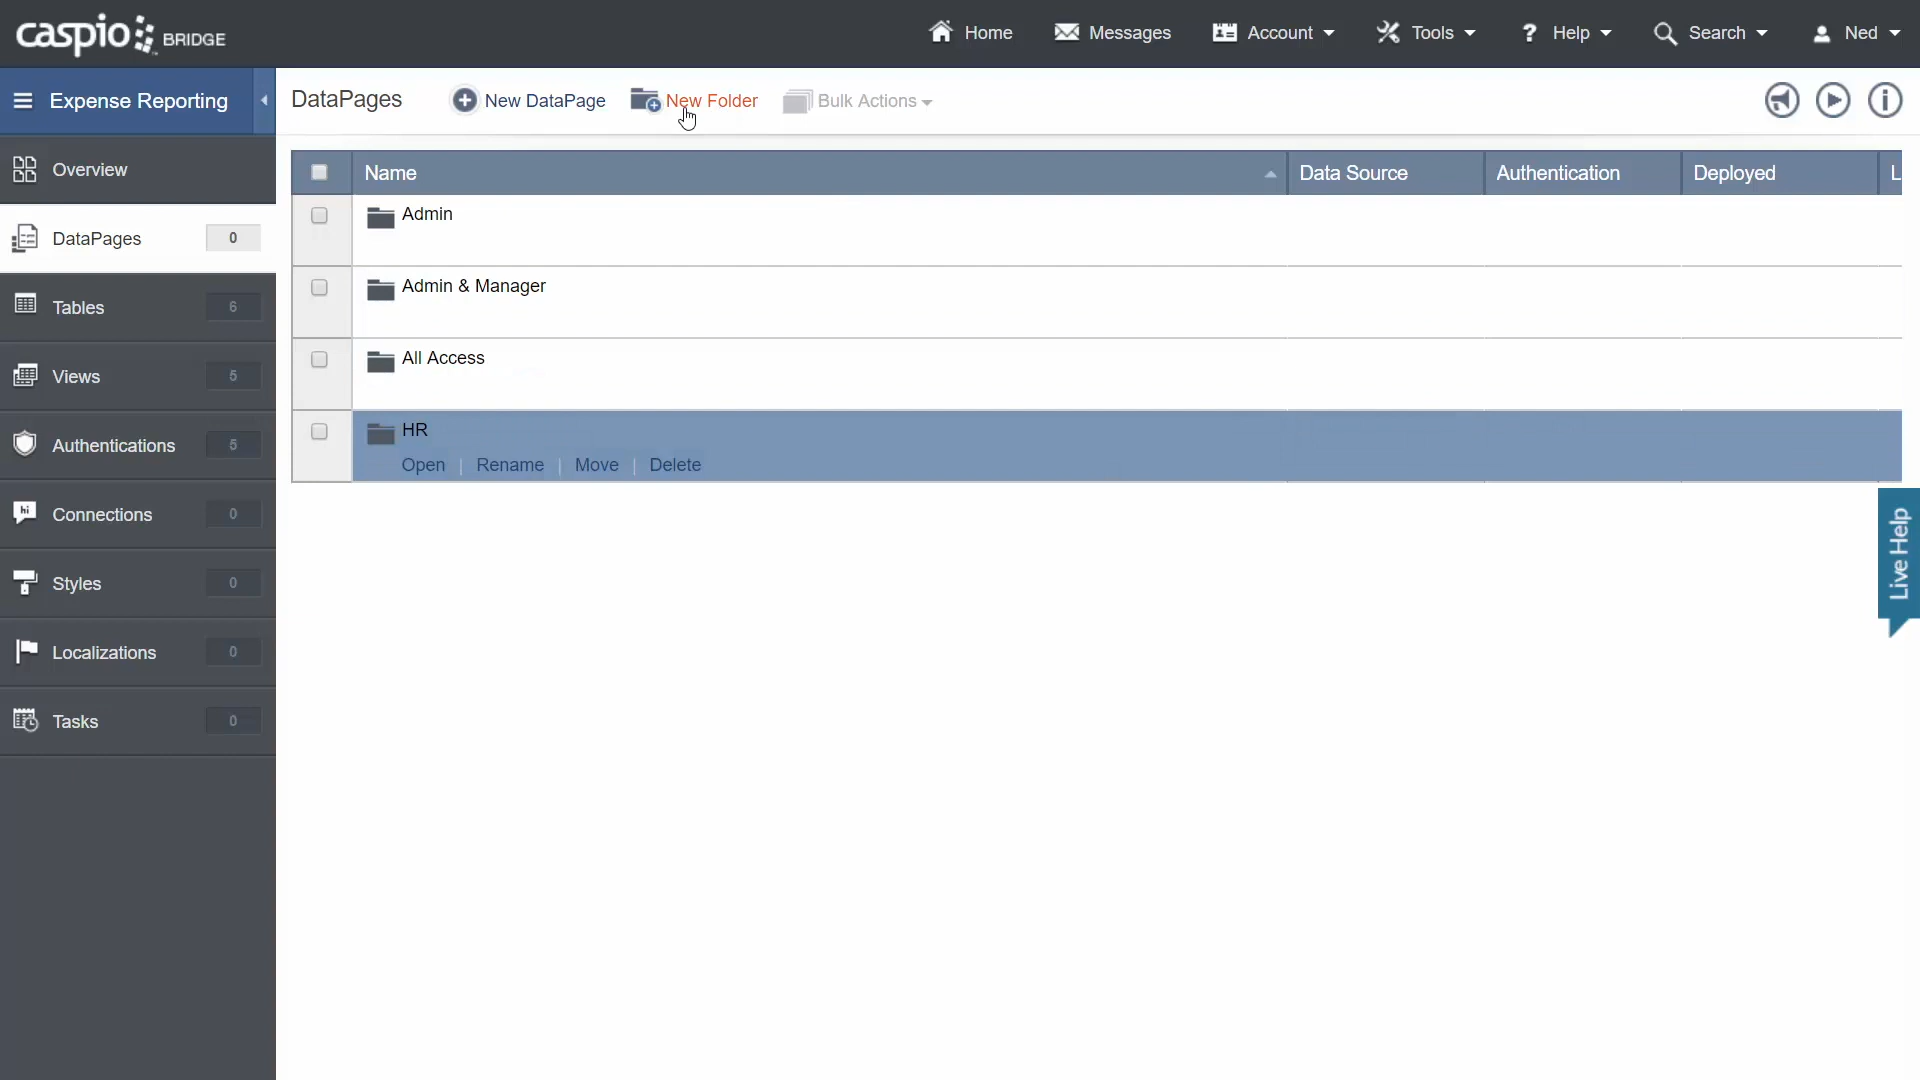 caspio BRIDGE
Home Messages Account Tools ? Help Search Ned
Expense Reporting
DataPages New DataPage New Folder Bulk Actions
Overview
DataPages 0
Tables 6
Views 5
Authentications 5
hi Connections 0
Styles 0
Localizations 0
Tasks 0
Name Data Source Authentication Deployed L
Admin
Admin & Manager
All Access
HR
Open | Rename | Move | Delete
Live Help